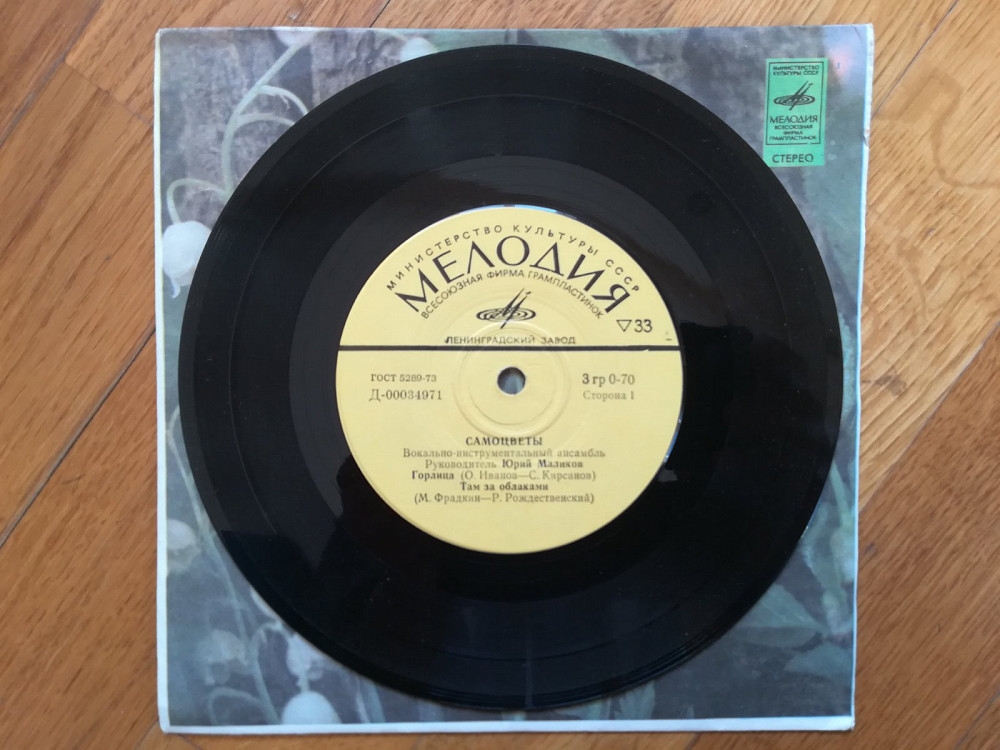 МИНИСТЕРСТВО
КУЛЬТУРЫ СССР
МЕЛОДИЯ
ВСЕСОЮЗНАЯ
ФИРМА
ГРАМПЛАСТИНОК
СТЕРЕО
МИНИСТЕРСТВО КУЛЬТУРЫ СССР
МЕЛОДИЯ
ВСЕСОЮЗНАЯ ФИРМА ГРАМПЛАСТИНОК
▽33
ЛЕНИНГРАДСКИЙ ЗАВОД
ГОСТ 5289-73 3 гр 0-70
Д-00034971 Сторона 1
САМОЦВЕТЫ
Вокально-инструментальный ансамбль
Руководитель Юрий Маликов
Горлица (О. Иванов—С. Кирсанов)
Там за облаками
(М. Фрадкин—Р. Рождественский)